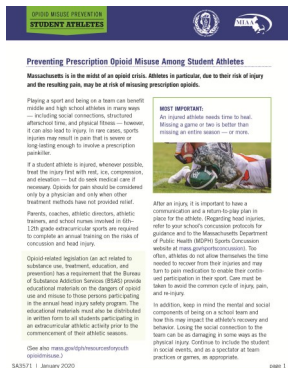 OPIOID MISUSE PREVENTION
STUDENT ATHLETES
MIAA
Preventing Prescription Opioid Misuse Among Student Athletes
Massachusetts is in the midst of an opioid crisis. Athletes in particular, due to their risk of injury
and the resulting pain, may be at risk of misusing prescription opioids.
Playing a sport and being on a team can benefit
middle and high school athletes in many ways
— including social connections, structured
afterschool time, and physical fitness — however,
it can also lead to injury. In rare cases, sports
injuries may result in pain that is severe or
long-lasting enough to involve a prescription
painkiller.
If a student athlete is injured, whenever possible,
treat the injury first with rest, ice, compression,
and elevation — but do seek medical care if
necessary. Opioids for pain should be considered
only by a physician and only when other
treatment methods have not provided relief.
Parents, coaches, athletic directors, athletic
trainers, and school nurses involved in 6th–
12th grade extracurricular sports are required
to complete an annual training on the risks of
concussion and head injury.
Opioid-related legislation (an act related to
substance use, treatment, education, and
prevention) has a requirement that the Bureau
of Substance Addiction Services (BSAS) provide
educational materials on the dangers of opioid
use and misuse to those persons participating
in the annual head injury safety program. The
educational materials must also be distributed
in written form to all students participating in
an extracurricular athletic activity prior to the
commencement of their athletic seasons.
(See also mass.gov/dph/resourcesforyouth
opioidmisuse.)
MOST IMPORTANT:
An injured athlete needs time to heal.
Missing a game or two is better than
missing an entire season — or more.
After an injury, it is important to have a
communication and a return-to-play plan in
place for the athlete. (Regarding head injuries,
refer to your school's concussion protocols for
guidance and to the Massachusetts Department
of Public Health (MDPH) Sports Concussion
website at mass.gov/sportsconcussion). Too
often, athletes do not allow themselves the time
needed to recover from their injuries and may
turn to pain medication to enable their contin-
ued participation in their sport. Care must be
taken to avoid the common cycle of injury, pain,
and re-injury.
In addition, keep in mind the mental and social
components of being on a school team and
how this may impact the athlete's recovery and
behavior. Losing the social connection to the
team can be as damaging in some ways as the
physical injury. Continue to include the student
in social events, and as a spectator at team
practices or games, as appropriate.
SA3571 | January 2020
page 1